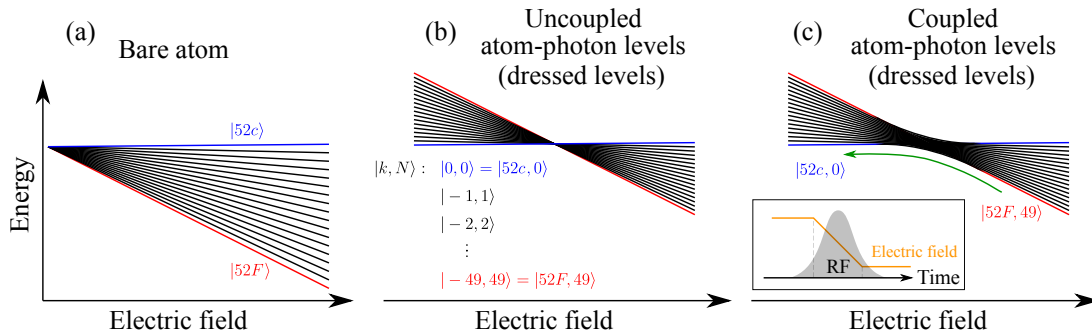 (a)
Bare atom
|52c⟩
|52F⟩
Energy
Electric field
(b)
Uncoupled
atom-photon levels
(dressed levels)
|k, N⟩ : |0, 0⟩ = |52c, 0⟩
| − 1, 1⟩
| − 2, 2⟩
⋮
| − 49, 49⟩ = |52F, 49⟩
Electric field
(c)
Coupled
atom-photon levels
(dressed levels)
|52c, 0⟩
|52F, 49⟩
Electric field
RF
Time
Electric field